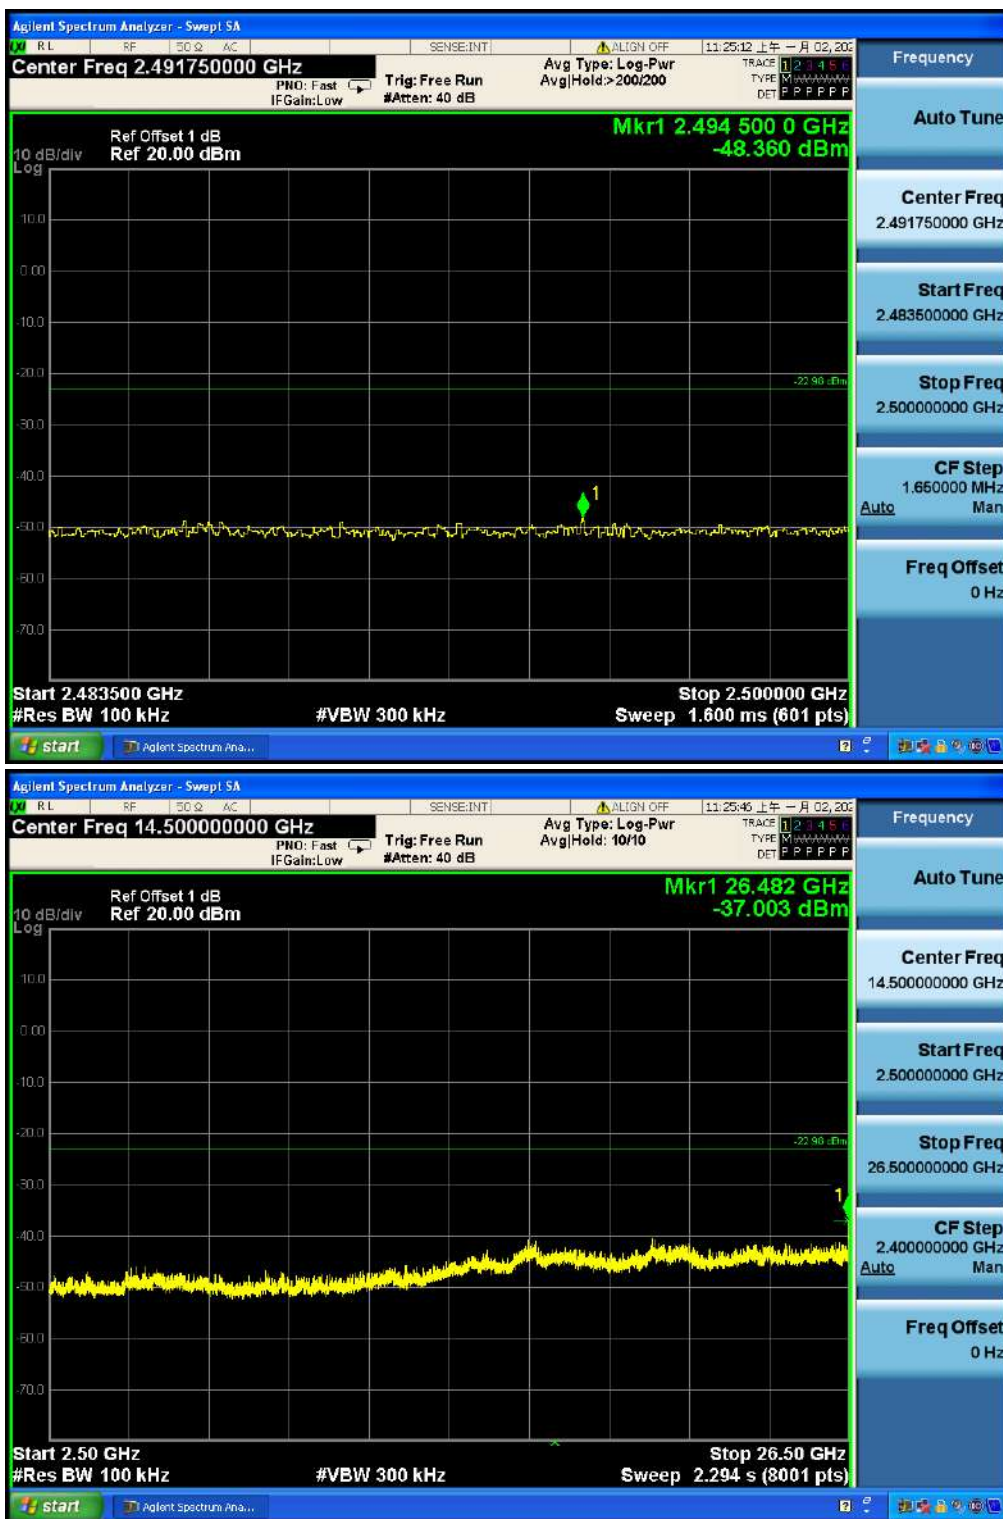 Agilent Spectrum Analyzer - Swept SA
RL RF 50 Ω AC SENSE:INT ALIGN OFF 11:25:12 上午 一月 02, 202
Center Freq 2.491750000 GHz
PNO: Fast
IFGain:Low
Trig: Free Run
#Atten: 40 dB
Avg Type: Log-Pwr
Avg|Hold:>200/200
TRACE 1 2 3 4 5 6
TYPE M
DET P P P P P P
Frequency
Auto Tune
Ref Offset 1 dB
Ref 20.00 dBm
10 dB/div
Log
Mkr1 2.494 500 0 GHz
-48.360 dBm
10.0
0.00
-10.0
-20.0
-30.0
-40.0
-50.0
-60.0
-70.0
-22.98 dBm
1
Center Freq
2.491750000 GHz
Start Freq
2.483500000 GHz
Stop Freq
2.500000000 GHz
CF Step
1.650000 MHz
Auto Man
Freq Offset
0 Hz
Start 2.483500 GHz
Stop 2.500000 GHz
#Res BW 100 kHz
#VBW 300 kHz
Sweep 1.600 ms (601 pts)
start
Agilent Spectrum Ana...
Agilent Spectrum Analyzer - Swept SA
RL RF 50 Ω AC SENSE:INT ALIGN OFF 11:25:46 上午 一月 02, 202
Center Freq 14.500000000 GHz
PNO: Fast
IFGain:Low
Trig: Free Run
#Atten: 40 dB
Avg Type: Log-Pwr
Avg|Hold: 10/10
TRACE 1 2 3 4 5 6
TYPE M
DET P P P P P P
Frequency
Auto Tune
Ref Offset 1 dB
Ref 20.00 dBm
10 dB/div
Log
Mkr1 26.482 GHz
-37.003 dBm
10.0
0.00
-10.0
-20.0
-30.0
-40.0
-50.0
-60.0
-70.0
-22.98 dBm
1
Center Freq
14.500000000 GHz
Start Freq
2.500000000 GHz
Stop Freq
26.500000000 GHz
CF Step
2.400000000 GHz
Auto Man
Freq Offset
0 Hz
Start 2.50 GHz
Stop 26.50 GHz
#Res BW 100 kHz
#VBW 300 kHz
Sweep 2.294 s (8001 pts)
start
Agilent Spectrum Ana...